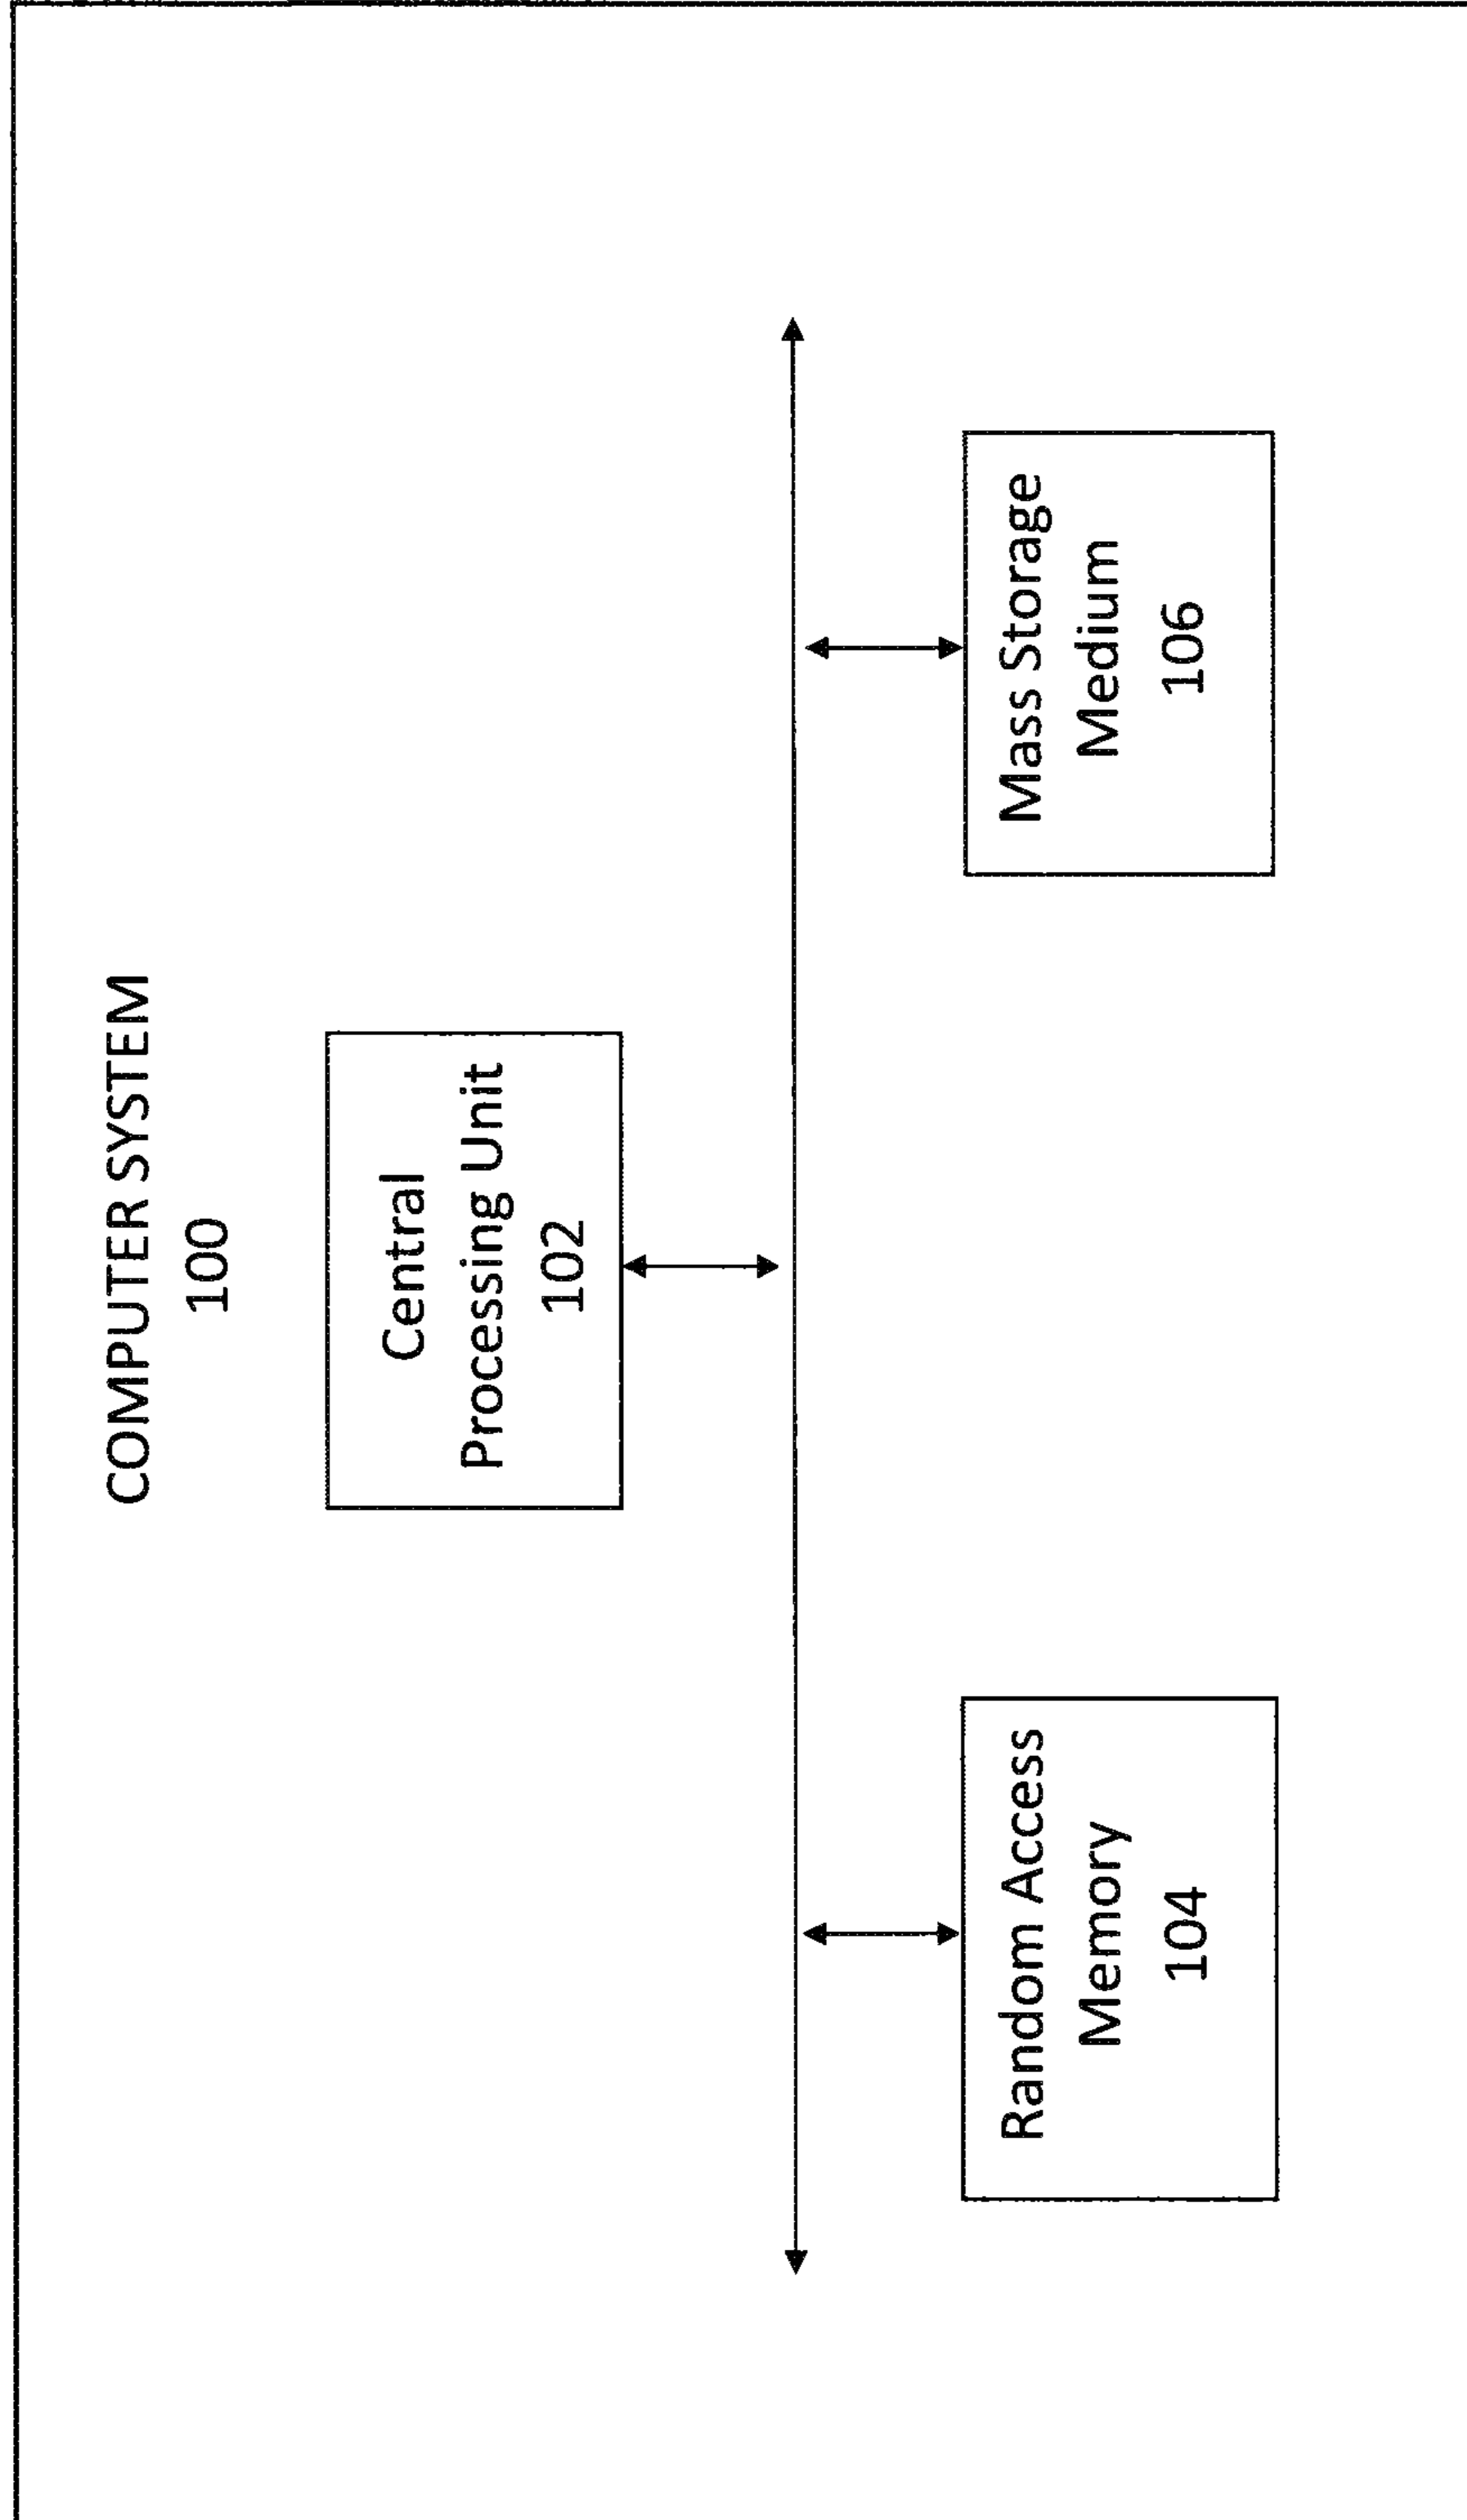 COMPUTER SYSTEM
100
Central
Processing Unit
102
Random Access
Memory
104
Mass Storage
Medium
106